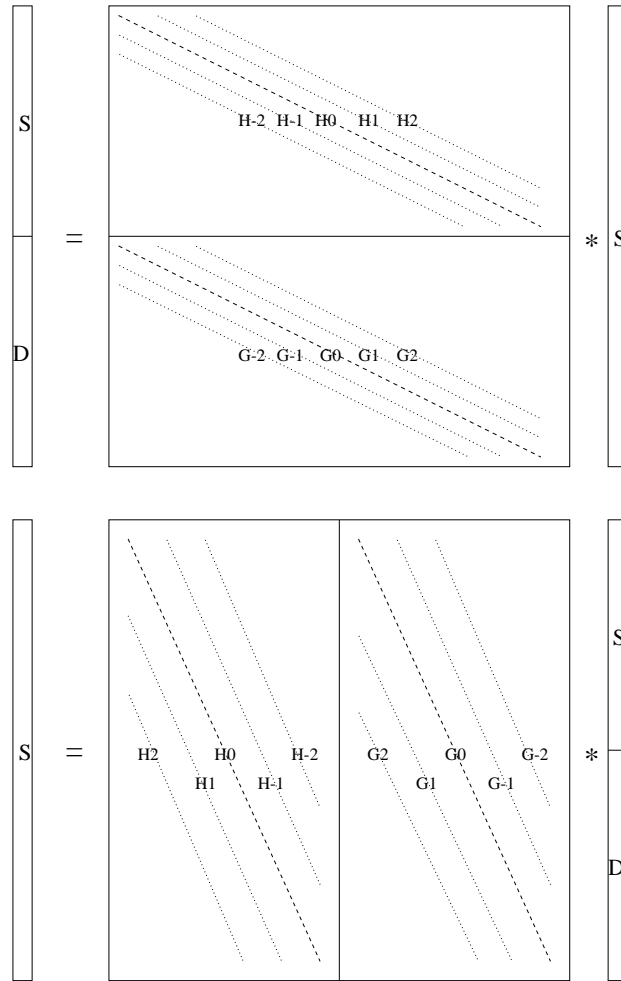 S
H-2 H-1 H0 H1 H2
= * S
D
G-2 G-1 G0 G1 G2
S
S = H2 H0 H-2 G2 G0 G-2 *
H1 H-1 G1 G-1
D